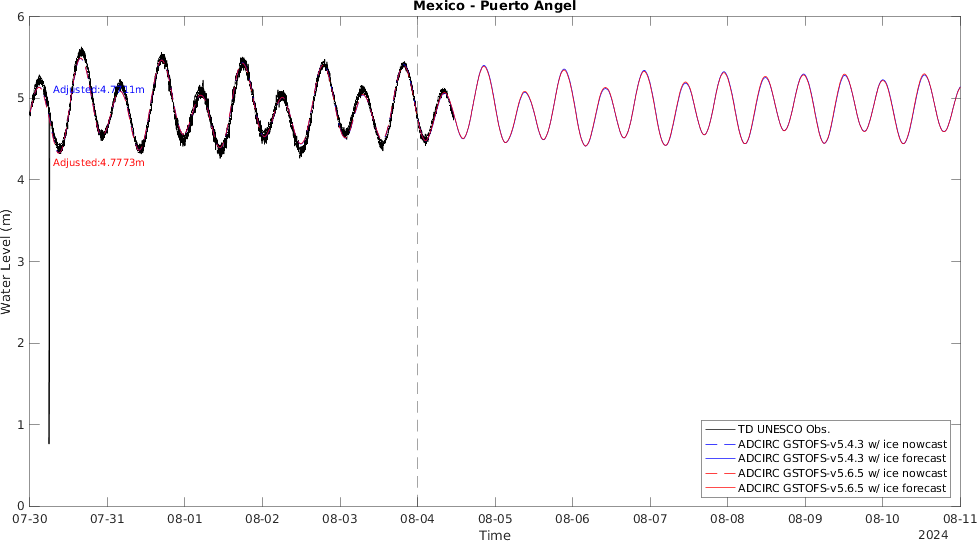 Mexico - Puerto Angel
Water Level (m)
6
5
4
3
2
1
0
Adjusted:4.7773m
TD UNESCO Obs.
ADCIRC GSTOFS-v5.4.3 w/ ice nowcast
ADCIRC GSTOFS-v5.4.3 w/ ice forecast
ADCIRC GSTOFS-v5.6.5 w/ ice nowcast
ADCIRC GSTOFS-v5.6.5 w/ ice forecast
07-30 07-31 08-01 08-02 08-03 08-04 08-05 08-06 08-07 08-08 08-09 08-10 08-11
Time
2024